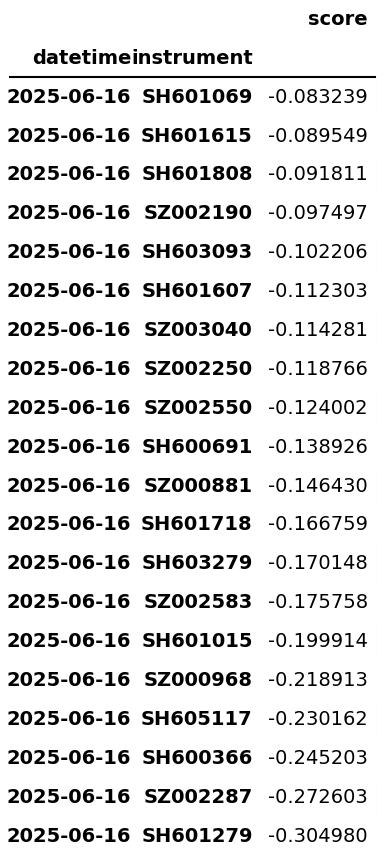 score
datetime instrument
2025-06-16 SH601069 -0.083239
2025-06-16 SH601615 -0.089549
2025-06-16 SH601808 -0.091811
2025-06-16 SZ002190 -0.097497
2025-06-16 SH603093 -0.102206
2025-06-16 SH601607 -0.112303
2025-06-16 SZ003040 -0.114281
2025-06-16 SZ002250 -0.118766
2025-06-16 SZ002550 -0.124002
2025-06-16 SH600691 -0.138926
2025-06-16 SZ000881 -0.146430
2025-06-16 SH601718 -0.166759
2025-06-16 SH603279 -0.170148
2025-06-16 SZ002583 -0.175758
2025-06-16 SH601015 -0.199914
2025-06-16 SZ000968 -0.218913
2025-06-16 SH605117 -0.230162
2025-06-16 SH600366 -0.245203
2025-06-16 SZ002287 -0.272603
2025-06-16 SH601279 -0.304980